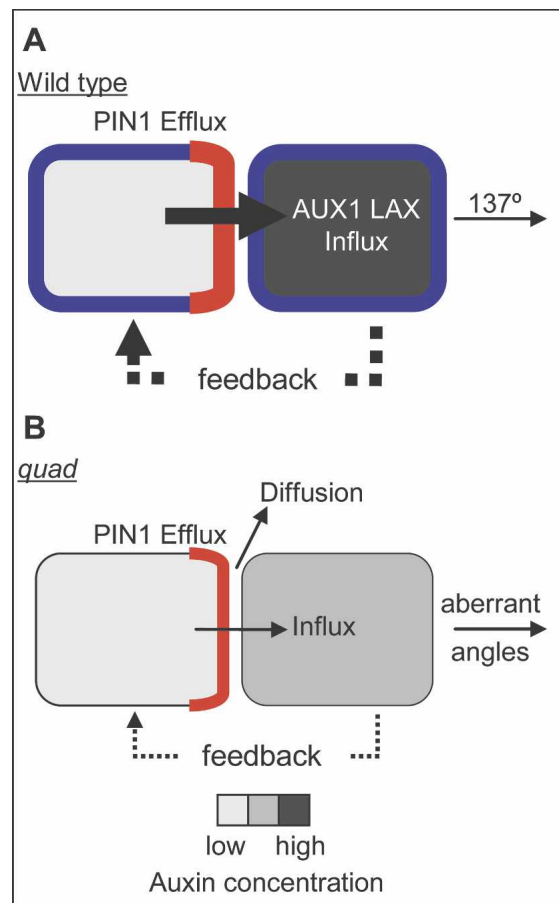 A
Wild type
PIN1 Efflux
AUX1 LAX
Influx
137º
feedback
B
quad
Diffusion
PIN1 Efflux
Influx
aberrant
angles
feedback
low high
Auxin concentration